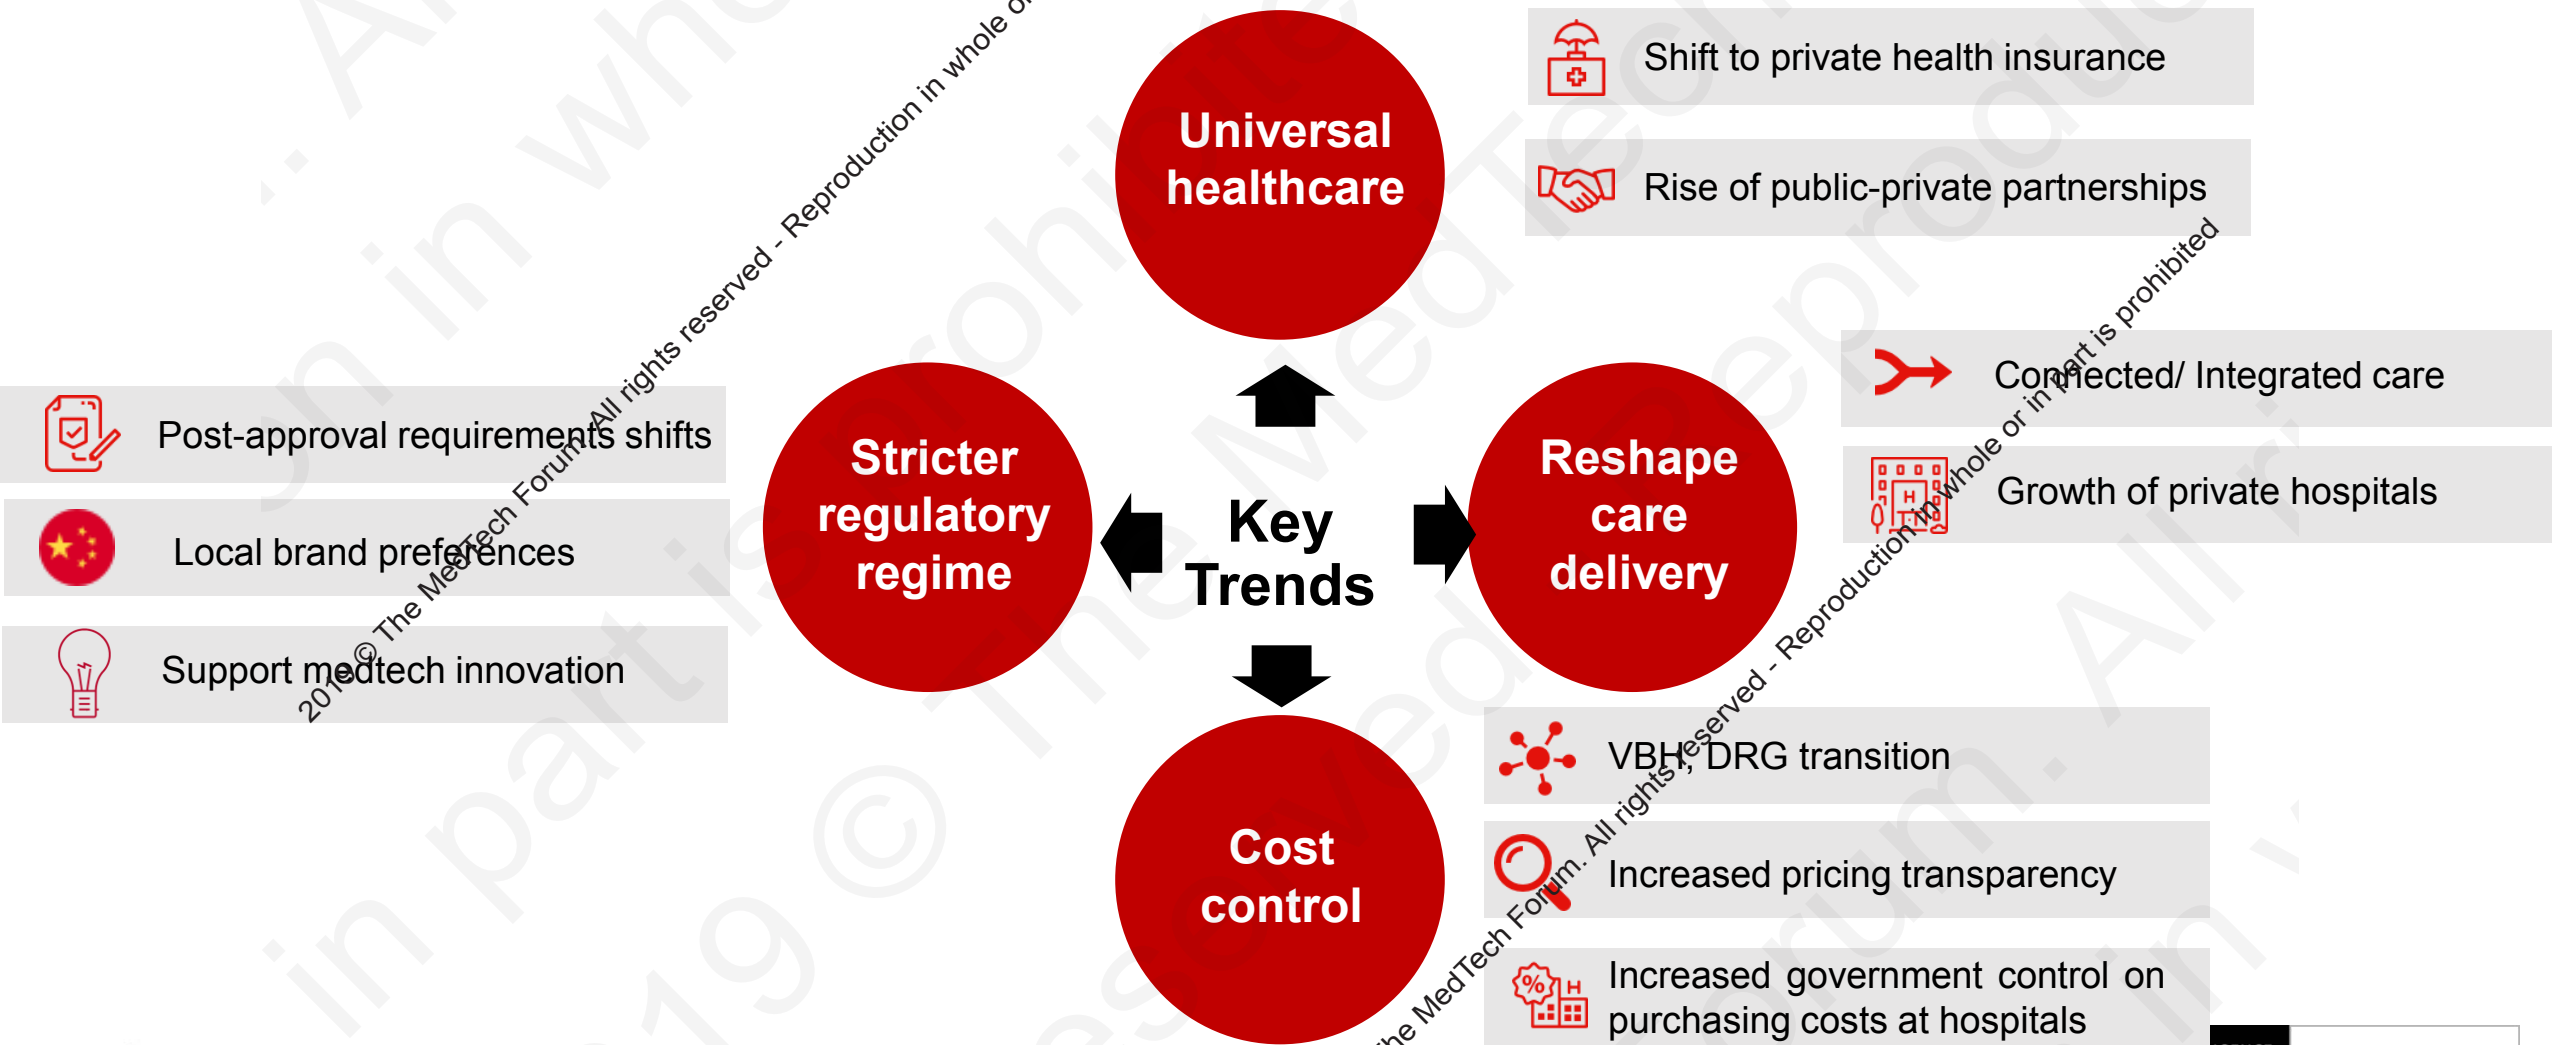 Universal
healthcare
Shift to private health insurance
Rise of public-private partnerships
Post-approval requirements shifts
Local brand preferences
Support medtech innovation
Stricter
regulatory
regime
Key
Trends
Reshape
care
delivery
Connected/ Integrated care
Growth of private hospitals
Cost
control
VBH, DRG transition
Increased pricing transparency
Increased government control on
purchasing costs at hospitals
2019 © The MedTech Forum. All rights reserved - Reproduction in whole or
The MedTech Forum. All rights reserved - Reproduction in whole or in part is prohibited